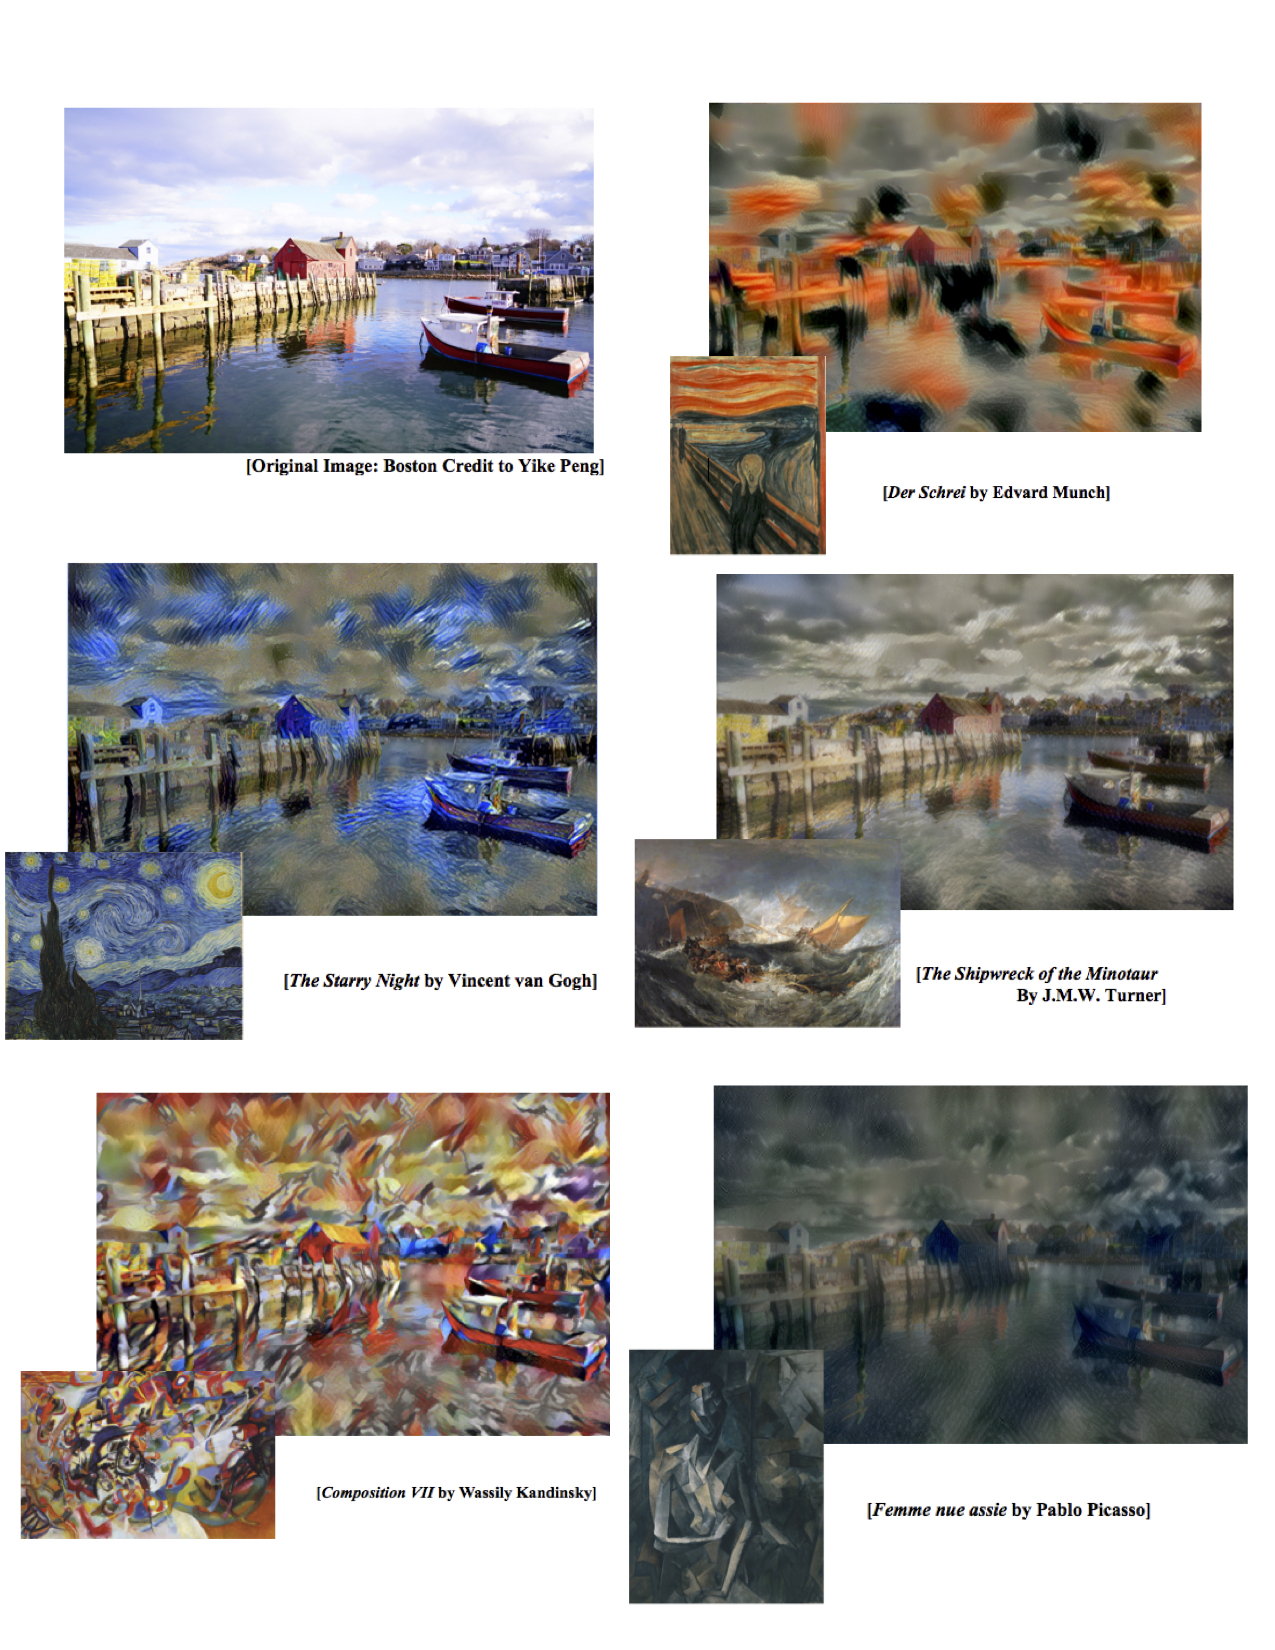 [Original Image: Boston Credit to Yike Peng]
[Der Schrei by Edvard Munch]
[The Starry Night by Vincent van Gogh]
[The Shipwreck of the Minotaur
By J.M.W. Turner]
[Composition VII by Wassily Kandinsky]
[Femme nue assie by Pablo Picasso]